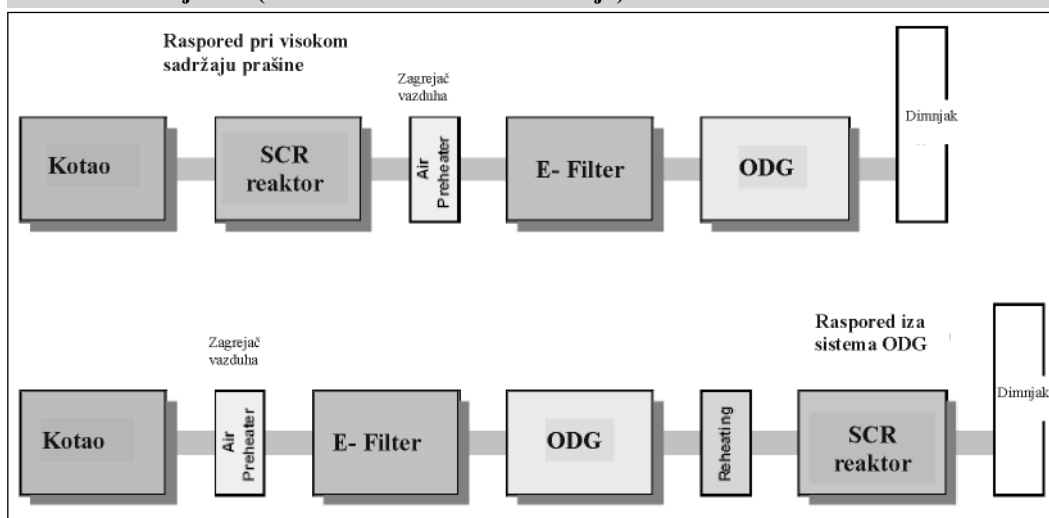 Raspored pri visokom
sadržaju prašine
Zagrejač
vazduha
Dimnjak
Kotao
SCR
reaktor
Air
Preheater
E- Filter
ODG
Raspored iza
sistema ODG
Zagrejač
vazduha
Dimnjak
Kotao
Air
Preheater
E- Filter
ODG
Reheating
SCR
reaktor